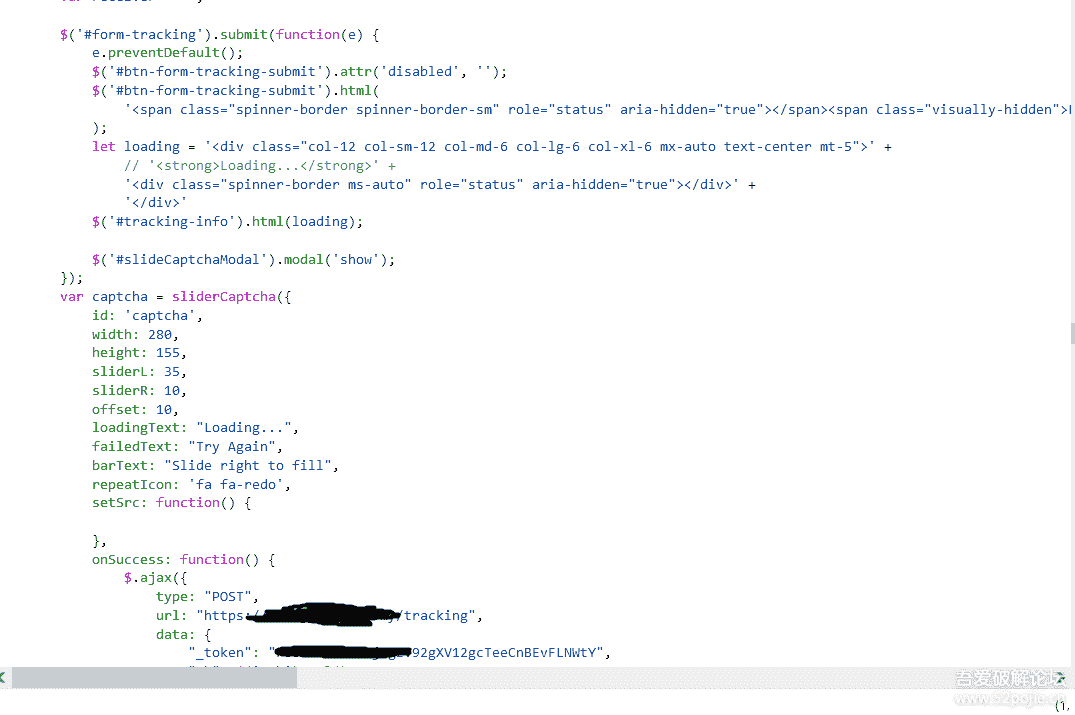 $('#form-tracking').submit(function(e) {
e.preventDefault();
$('#btn-form-tracking-submit').attr('disabled', '');
$('#btn-form-tracking-submit').html(
'<span class="spinner-border spinner-border-sm" role="status" aria-hidden="true"></span><span class="visually-hidden">
);
let loading = '<div class="col-12 col-sm-12 col-md-6 col-lg-6 col-xl-6 mx-auto text-center mt-5">' +
// '<strong>Loading...</strong>' +
'<div class="spinner-border ms-auto" role="status" aria-hidden="true"></div>' +
'</div>'
$('#tracking-info').html(loading);
$('#slideCaptchaModal').modal('show');
});
var captcha = sliderCaptcha({
id: 'captcha',
width: 280,
height: 155,
sliderL: 35,
sliderR: 10,
offset: 10,
loadingText: "Loading...",
failedText: "Try Again",
barText: "Slide right to fill",
repeatIcon: 'fa fa-redo',
setSrc: function() {
},
onSuccess: function() {
$.ajax({
type: "POST",
url: "https:/ /tracking",
data: {
"_token": " 92gXV12gcTeeCnBEvFLNWtY",
吾爱破解论坛
www.52pojie.cn
(1,